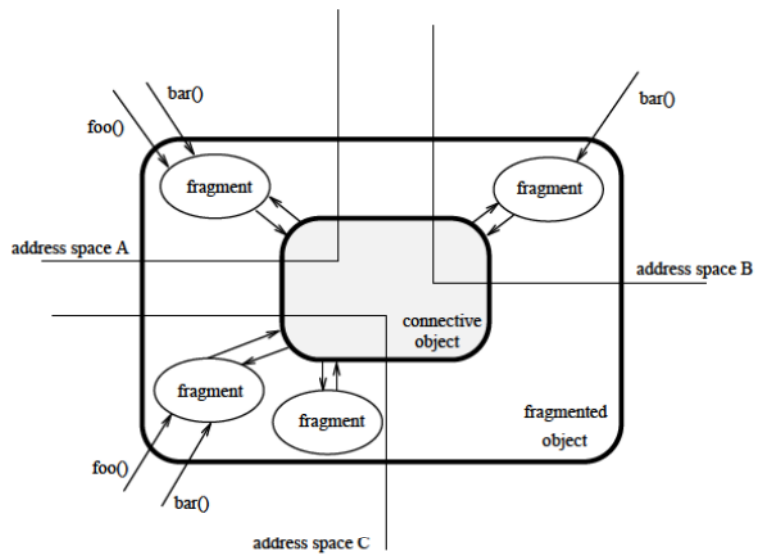 bar()
foo()
bar()
fragment
fragment
address space A
address space B
connective
object
fragment
fragment
fragmented
object
foo()
bar()
address space C